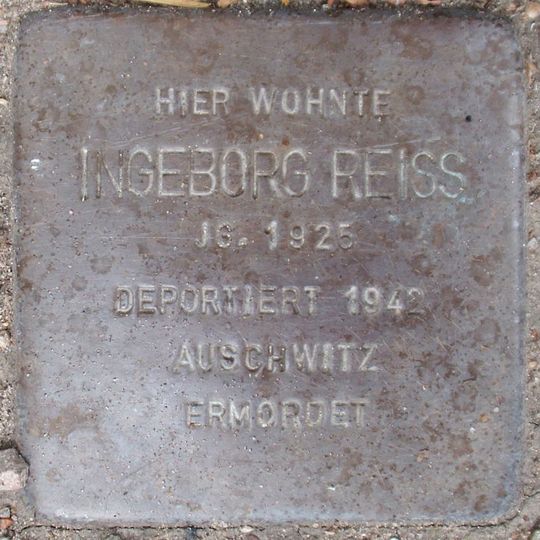 HIER WOHNTE
INGEBORG REISS
JG. 1925
DEPORTIERT 1942
AUSCHWITZ
ERMORDET